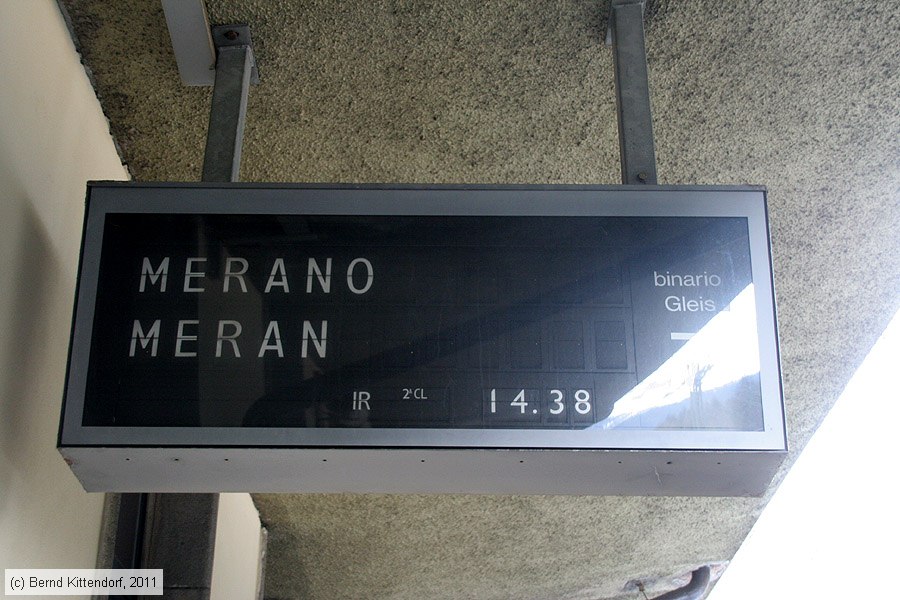 MERANO
MERAN
binario
Gleis
IR 2ªCL 14.38
(c) Bernd Kittendorf, 2011